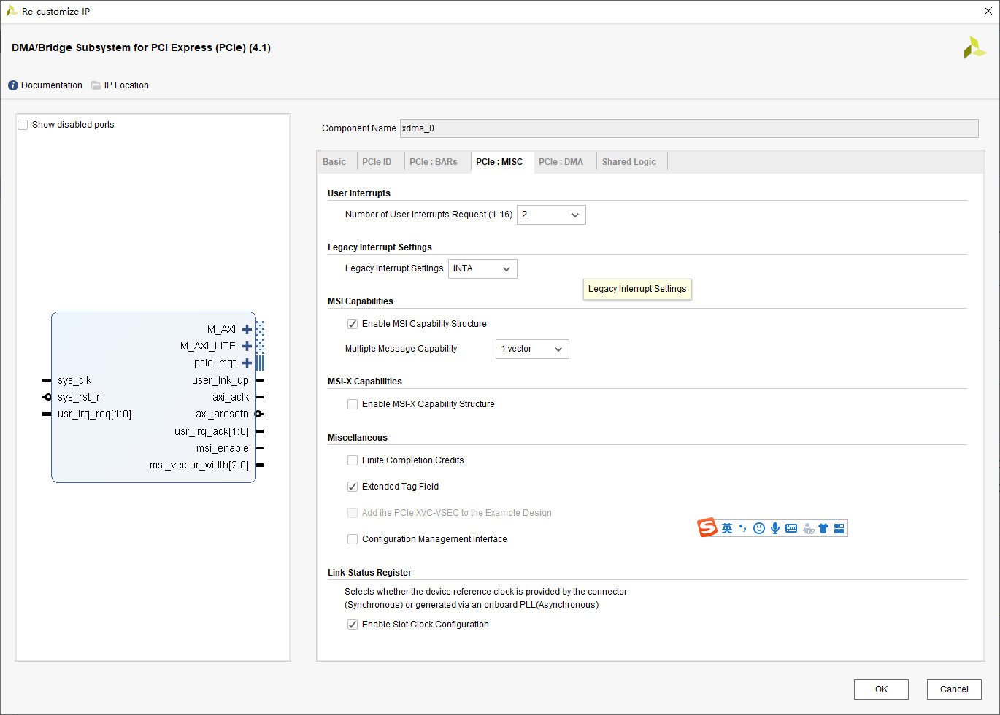 Re-customize IP
DMA/Bridge Subsystem for PCI Express (PCIe) (4.1)
Documentation
IP Location
Show disabled ports
M_AXI
M_AXI_LITE
pcie_mgt
sys_clk
user_lnk_up
sys_rst_n
axi_aclk
usr_irq_req[1:0]
axi_aresetn
usr_irq_ack[1:0]
msi_enable
msi_vector_width[2:0]
Component Name xdma_0
Basic PCIe ID PCIe : BARs PCIe : MISC PCIe : DMA Shared Logic
User Interrupts
Number of User Interrupts Request (1-16) 2
Legacy Interrupt Settings
Legacy Interrupt Settings INTA
Legacy Interrupt Settings
MSI Capabilities
Enable MSI Capability Structure
Multiple Message Capability 1 vector
MSI-X Capabilities
Enable MSI-X Capability Structure
Miscellaneous
Finite Completion Credits
Extended Tag Field
Add the PCIe XVC-VSEC to the Example Design
英
Configuration Management Interface
Link Status Register
Selects whether the device reference clock is provided by the connector
(Synchronous) or generated via an onboard PLL(Asynchronous)
Enable Slot Clock Configuration
OK Cancel